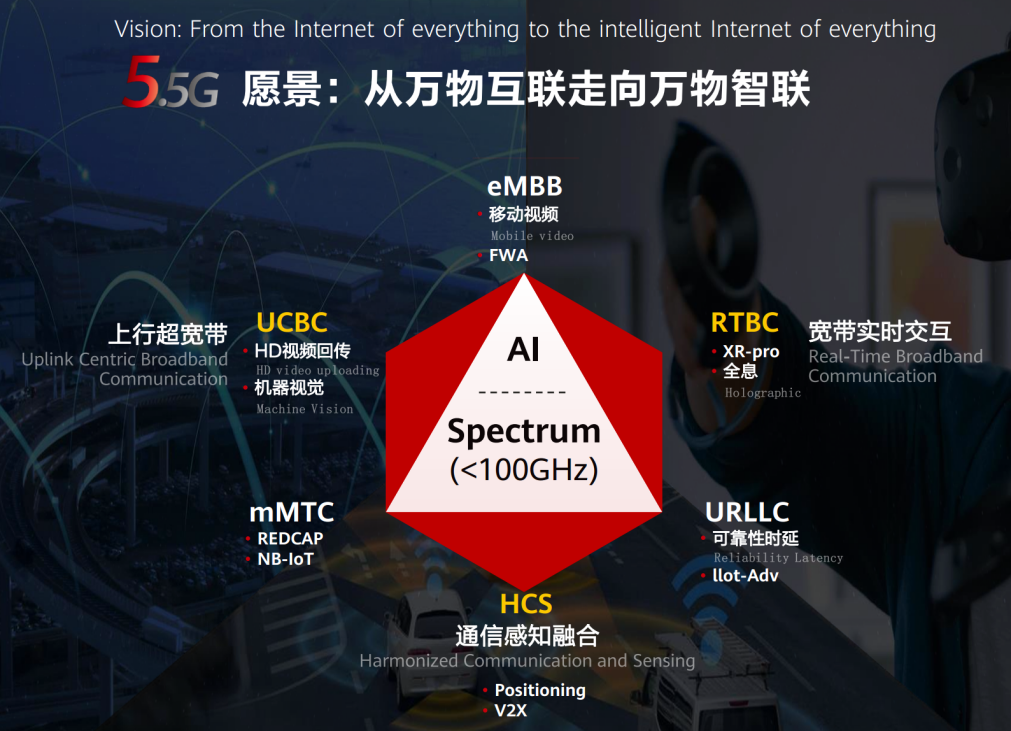 Vision: From the Internet of everything to the intelligent Internet of everything
5.5G 愿景：从万物互联走向万物智联
eMBB
移动视频
Mobile video
FWA
UCBC
上行超宽带
Uplink Centric Broadband
Communication
HD视频回传
HD video uploading
机器视觉
Machine Vision
RTBC
宽带实时交互
Real-Time Broadband
Communication
XR-pro
全息
Holographic
AI
Spectrum
(<100GHz)
mMTC
REDCAP
NB-IoT
URLLC
可靠性时延
Reliability Latency
llot-Adv
HCS
通信感知融合
Harmonized Communication and Sensing
Positioning
V2X